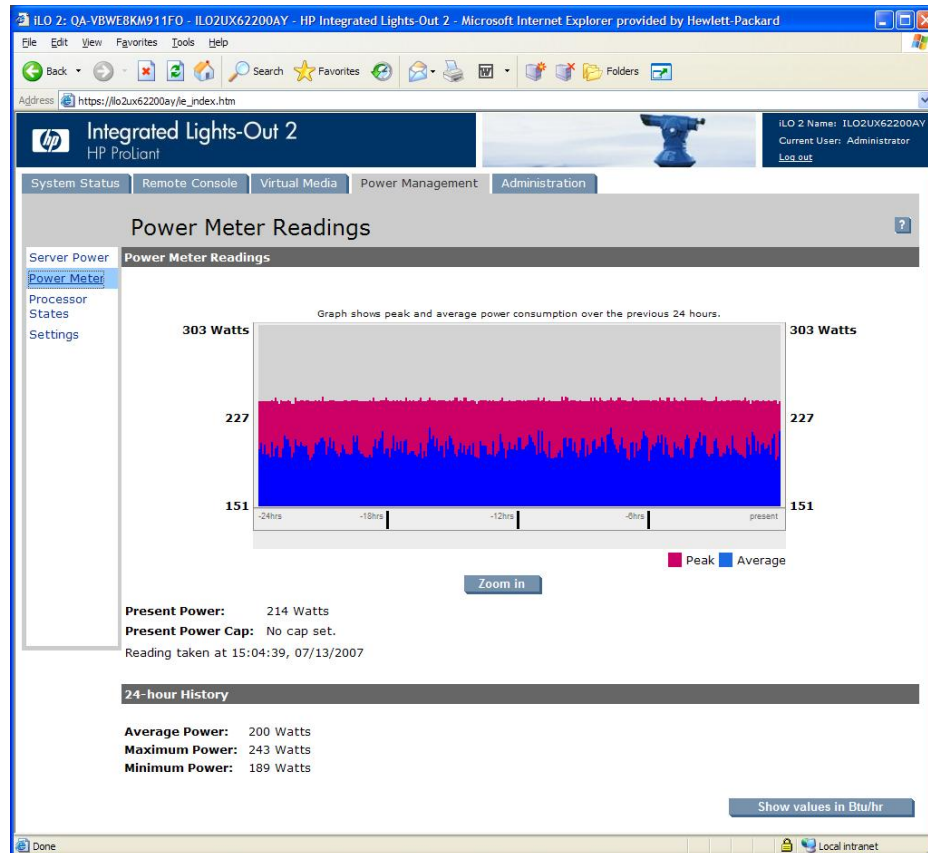 iLO 2: QA-VBWE8KM911FO - ILO2UX62200AY - HP Integrated Lights-Out 2 - Microsoft Internet Explorer provided by Hewlett-Packard
File Edit View Favorites Tools Help
Back Search Favorites Folders
Address https://ilo2ux62200ay/ie_index.htm
hp
Integrated Lights-Out 2
HP ProLiant
iLO 2 Name: ILO2UX62200AY
Current User: Administrator
Log out
System Status Remote Console Virtual Media Power Management Administration
Power Meter Readings
?
Server Power
Power Meter
Processor
States
Settings
Power Meter Readings
Graph shows peak and average power consumption over the previous 24 hours.
303 Watts 303 Watts
227 227
151 151
-24hrs -18hrs -12hrs -6hrs present
Peak Average
Zoom in
Present Power: 214 Watts
Present Power Cap: No cap set.
Reading taken at 15:04:39, 07/13/2007
24-hour History
Average Power: 200 Watts
Maximum Power: 243 Watts
Minimum Power: 189 Watts
Show values in Btu/hr
Done Local intranet